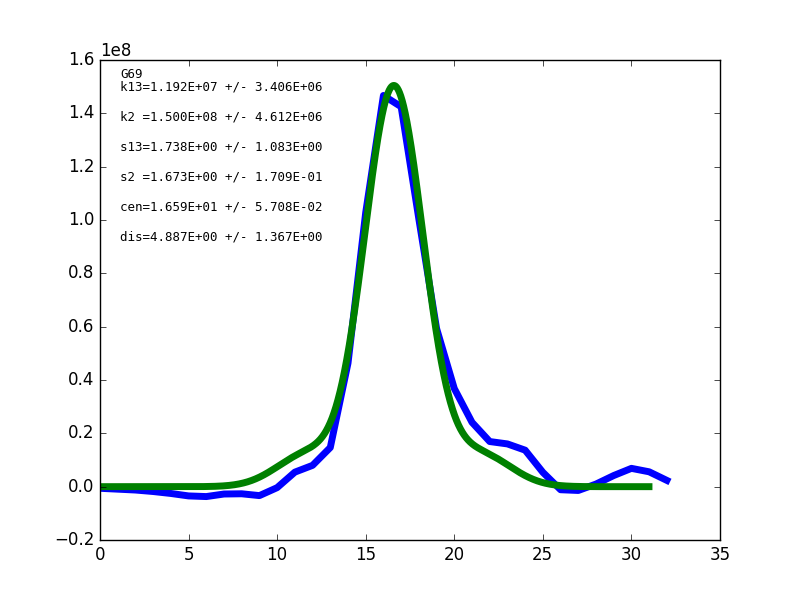 1e8
1.6
1.4
1.2
1.0
0.8
0.6
0.4
0.2
0.0
−0.2
G69
k13=1.192E+07 +/- 3.406E+06
k2 =1.500E+08 +/- 4.612E+06
s13=1.738E+00 +/- 1.083E+00
s2 =1.673E+00 +/- 1.709E-01
cen=1.659E+01 +/- 5.708E-02
dis=4.887E+00 +/- 1.367E+00
0 5 10 15 20 25 30 35